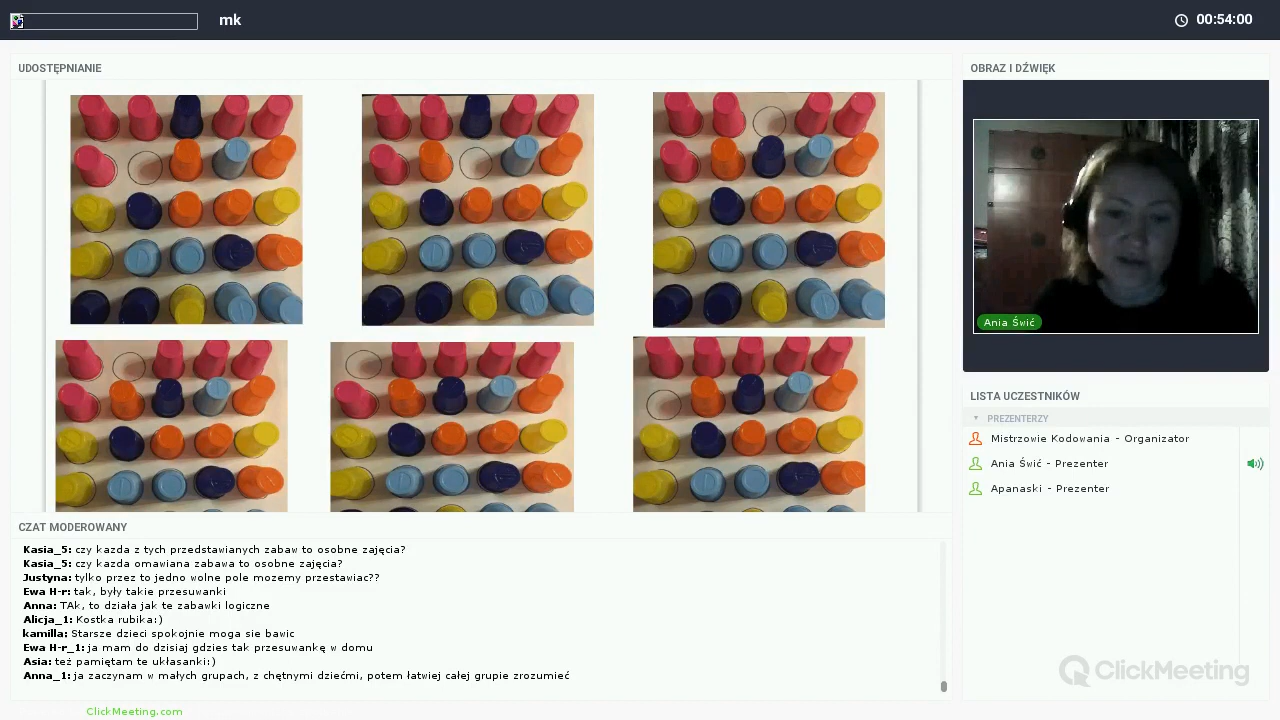 mk
00:54:00
UDOSTĘPNIANIE
OBRAZ I DŹWIĘK
Ania Świć
LISTA UCZESTNIKÓW
PREZENTERZY
Mistrzowie Kodowania - Organizator
Ania Świć - Prezenter
Apanaski - Prezenter
CZAT MODEROWANY
Kasia_5: czy kazda z tych przedstawianych zabaw to osobne zajęcia?
Kasia_5: czy kazda omawiana zabawa to osobne zajęcia?
Justyna: tylko przez to jedno wolne pole mozemy przestawiac??
Ewa H-r: tak, były takie przesuwanki
Anna: TAk, to działa jak te zabawki logiczne
Alicja_1: Kostka rubika:)
kamilla: Starsze dzieci spokojnie moga sie bawic
Ewa H-r_1: ja mam do dzisiaj gdzies tak przesuwankę w domu
Asia: też pamiętam te ukłasanki:)
Anna_1: ja zaczynam w małych grupach, z chętnymi dziećmi, potem łatwiej całej grupie zrozumieć
ClickMeeting
ClickMeeting.com